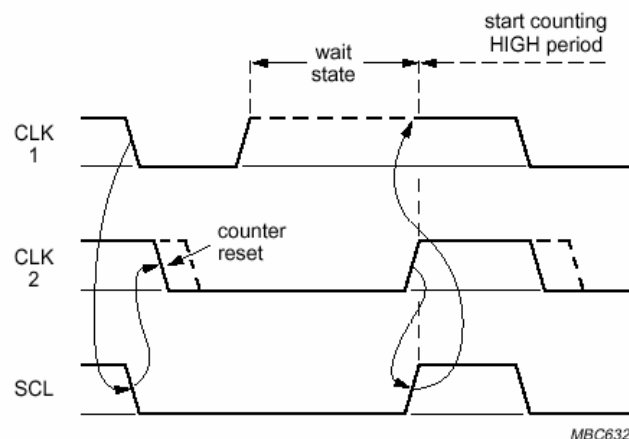 start counting
HIGH period
wait
state
CLK
1
counter
reset
CLK
2
SCL
MBC632